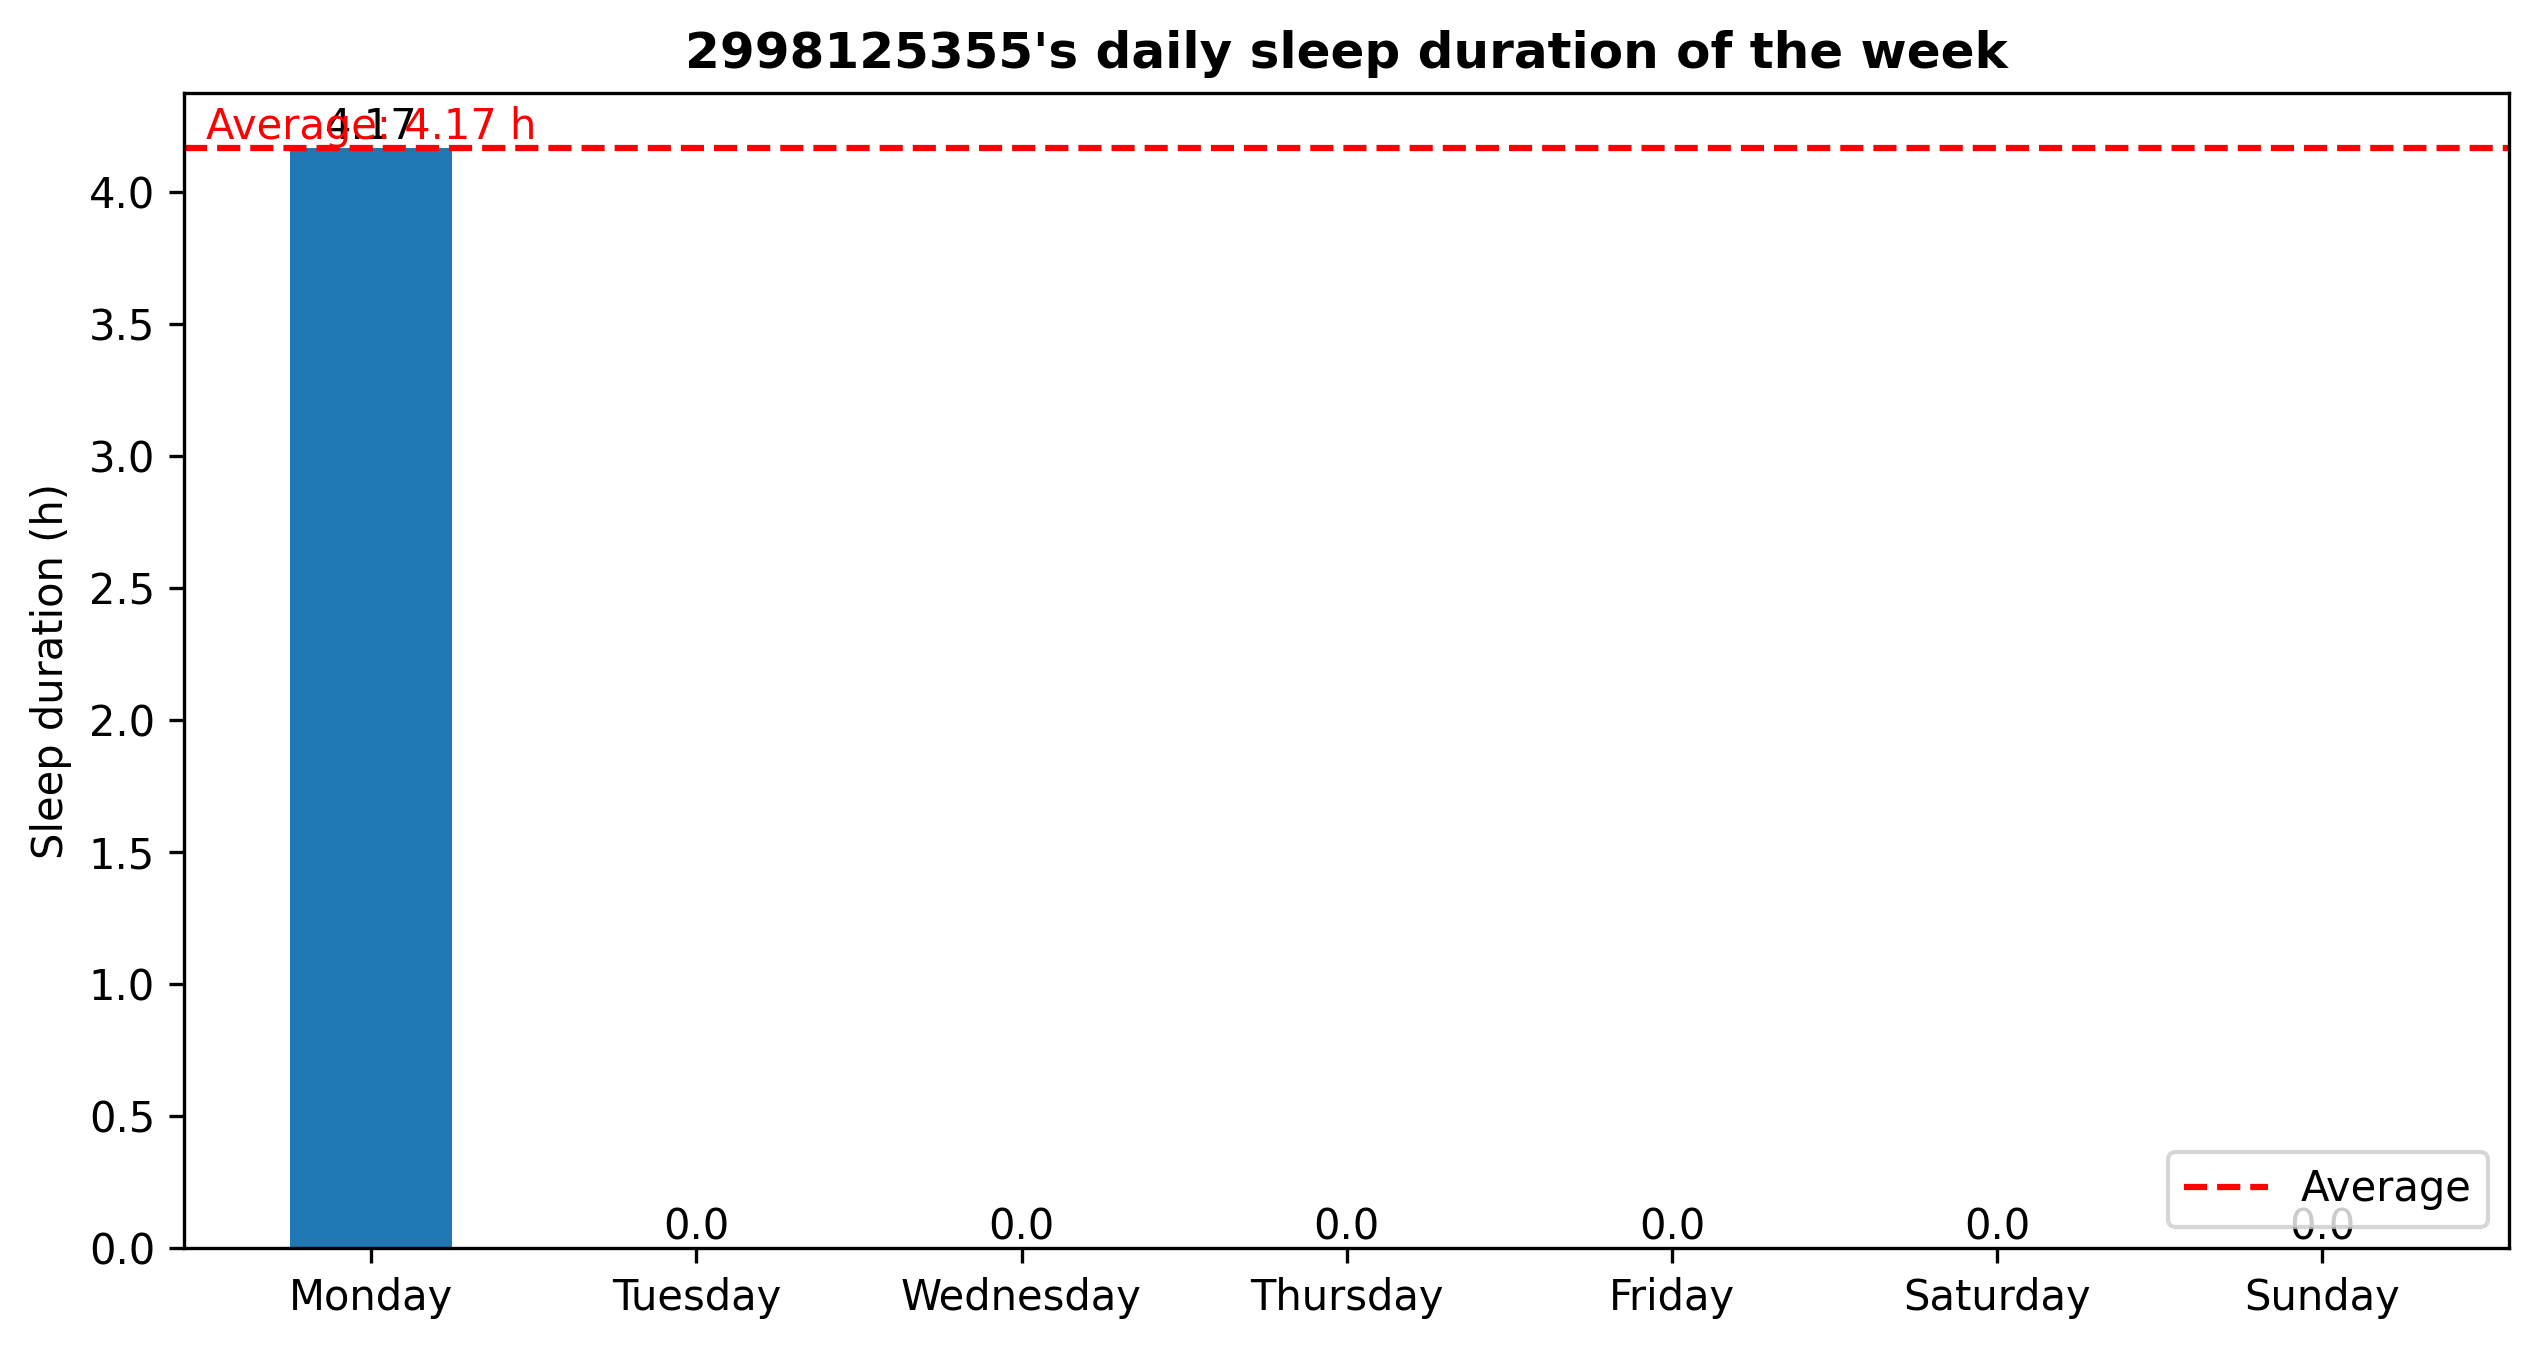 2998125355's daily sleep duration of the week
Average: 4.17 h
4.17
Sleep duration (h)
4.0
3.5
3.0
2.5
2.0
1.5
1.0
0.5
0.0
0.0
0.0
0.0
0.0
0.0
0.0
Average
Monday
Tuesday
Wednesday
Thursday
Friday
Saturday
Sunday